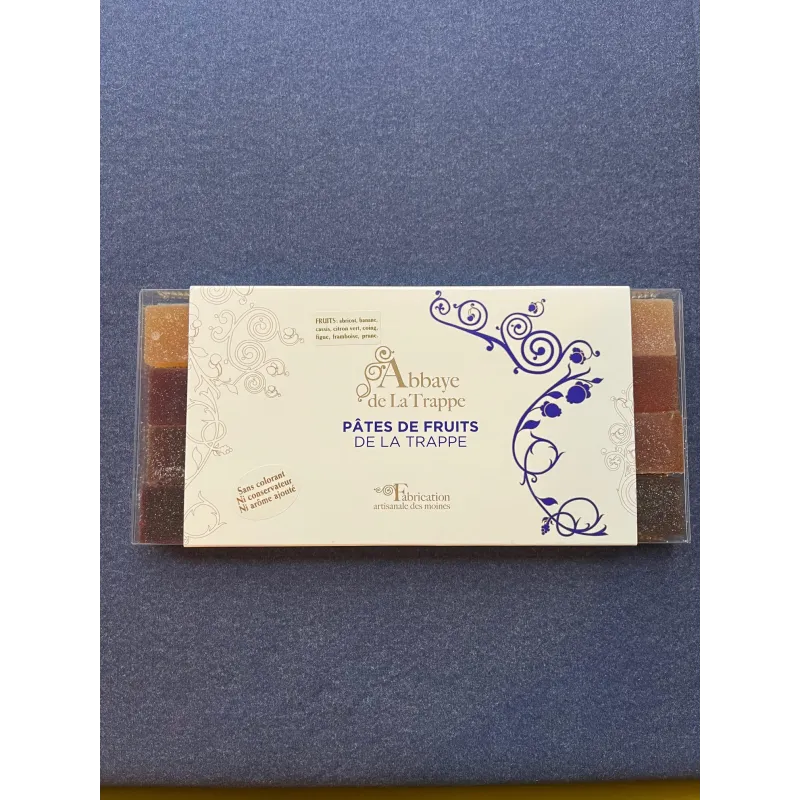 FRUITS: abricot, banane,
cassis, citron vert, coing,
figue, framboise, prune.
Abbaye
de La Trappe
PÂTES DE FRUITS
DE LA TRAPPE
Sans colorant
Ni conservateur
Ni arôme ajouté
Fabrication
artisanale des moines